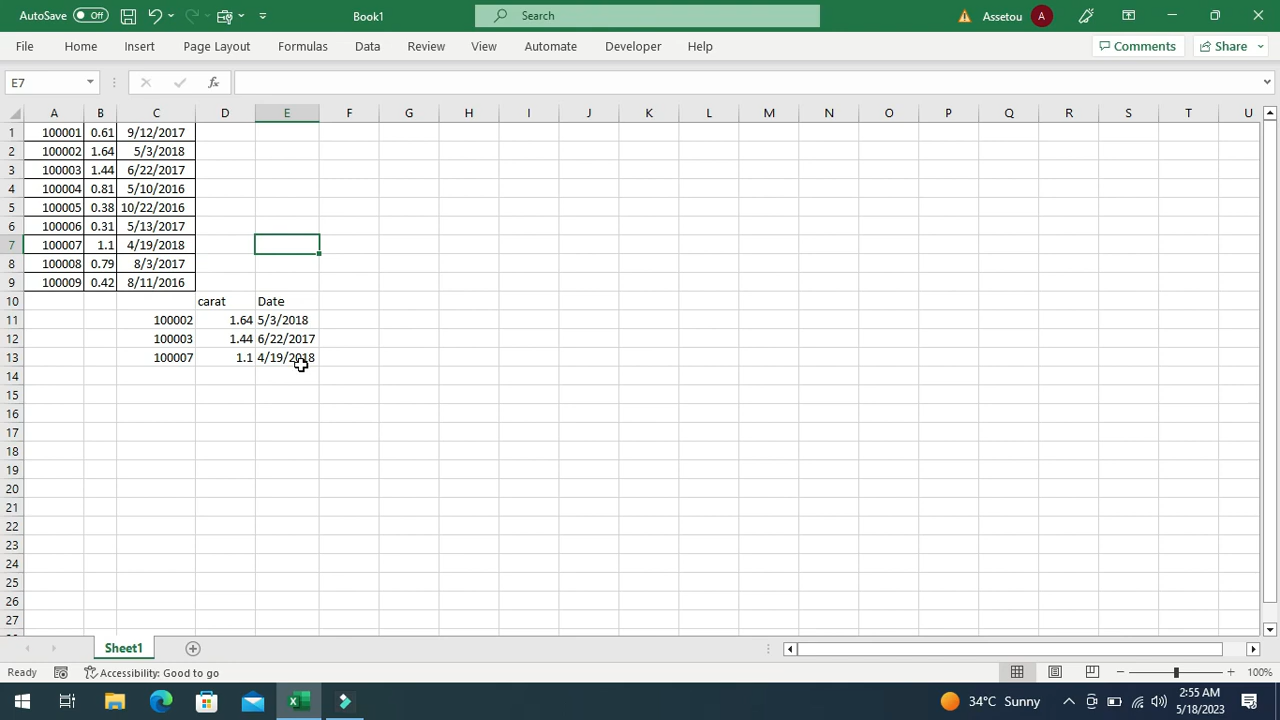 AutoSave Off Book1 Search Assetou A
File Home Insert Page Layout Formulas Data Review View Automate Developer Help Comments Share
E7 fx
A B C D E F G H I J K L M N O P Q R S T U
1 100001 0.61 9/12/2017
2 100002 1.64 5/3/2018
3 100003 1.44 6/22/2017
4 100004 0.81 5/10/2016
5 100005 0.38 10/22/2016
6 100006 0.31 5/13/2017
7 100007 1.1 4/19/2018
8 100008 0.79 8/3/2017
9 100009 0.42 8/11/2016
10 carat Date
11 100002 1.64 5/3/2018
12 100003 1.44 6/22/2017
13 100007 1.1 4/19/2018
14
15
16
17
18
19
20
21
22
23
24
25
26
27
Sheet1
Ready Accessibility: Good to go 100%
34°C Sunny 2:55 AM
5/18/2023